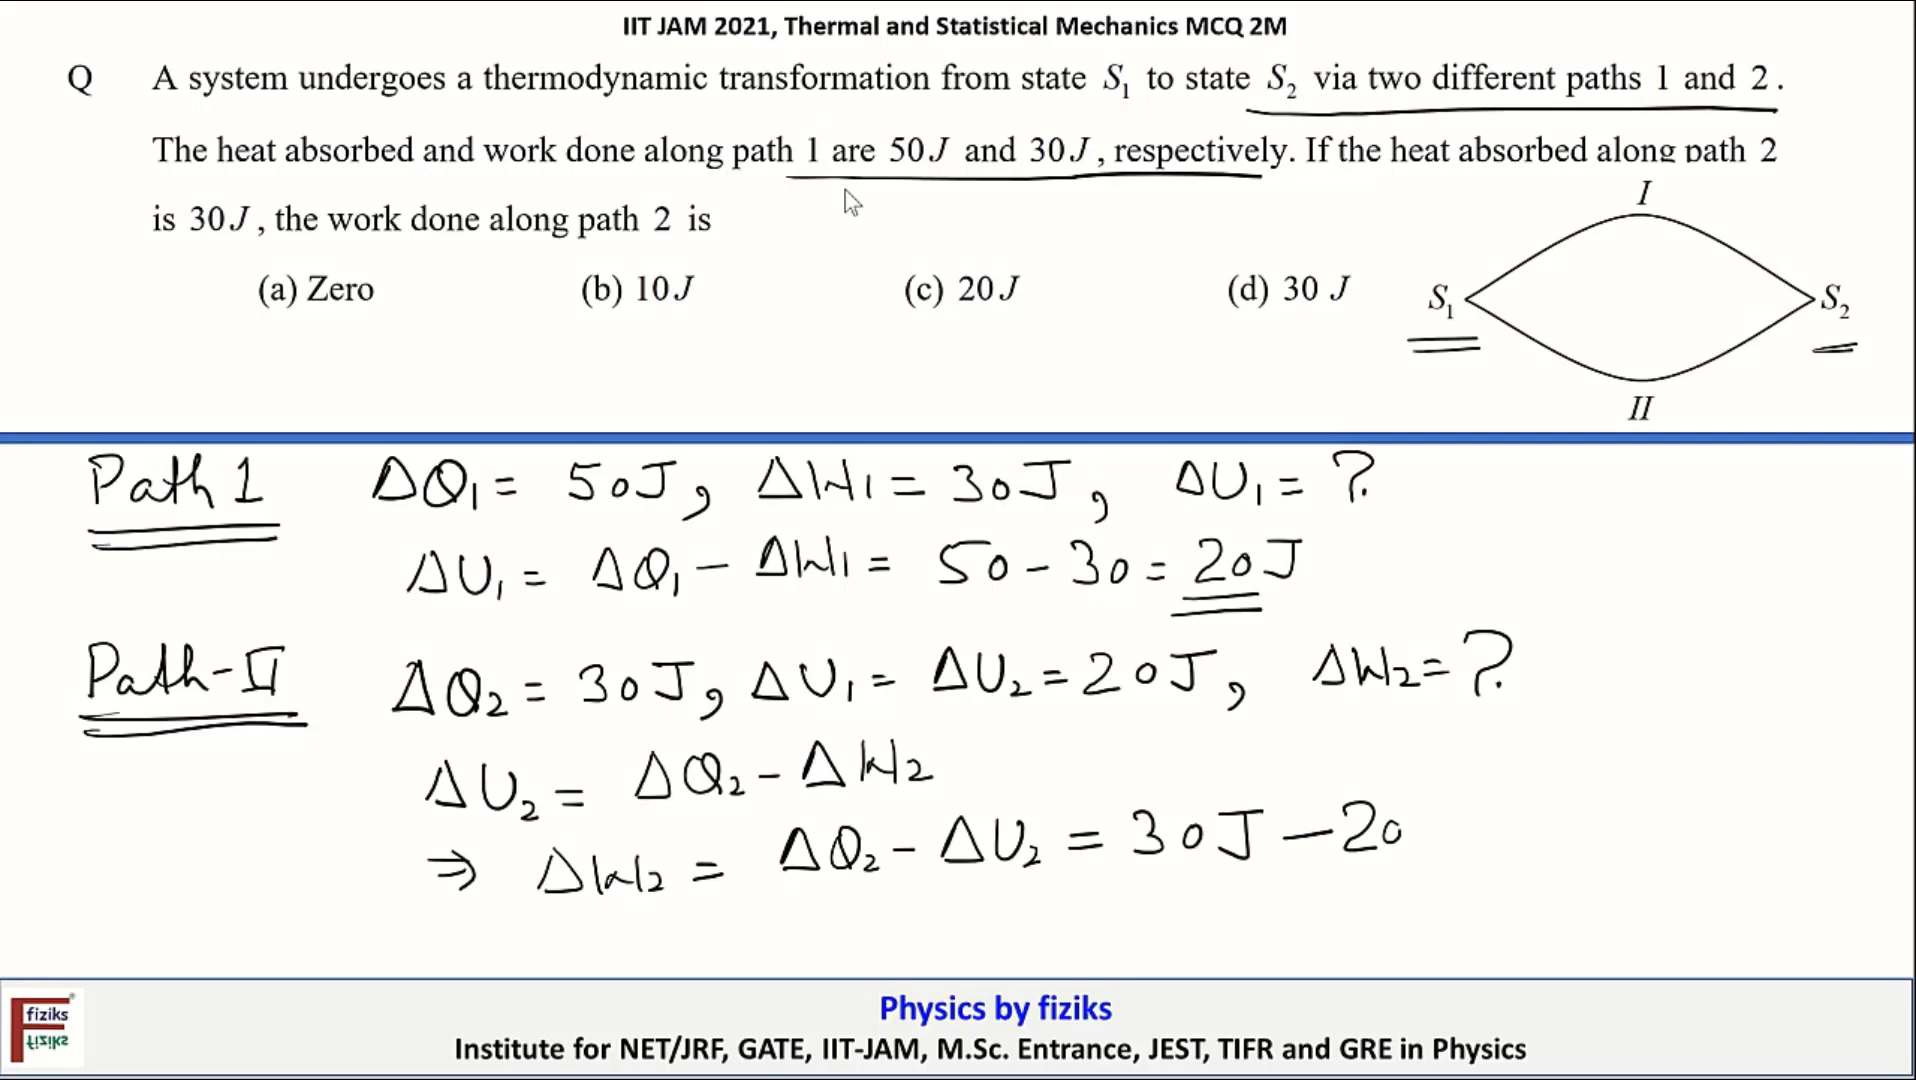 IIT JAM 2021, Thermal and Statistical Mechanics MCQ 2M
Q A system undergoes a thermodynamic transformation from state S₁ to state S₂ via two different paths 1 and 2.
The heat absorbed and work done along path 1 are 50J and 30J, respectively. If the heat absorbed along path 2
is 30J, the work done along path 2 is
(a) Zero (b) 10J (c) 20J (d) 30 J
I
S₁ S₂
II
Path 1 ΔQ₁ = 50J, ΔW₁ = 30J, ΔU₁ = ?
ΔU₁ = ΔQ₁ - ΔW₁ = 50 - 30 = 20J
Path-II ΔQ₂ = 30J, ΔU₁ = ΔU₂ = 20J, ΔW₂ = ?
ΔU₂ = ΔQ₂ - ΔW₂
⇒ ΔW₂ = ΔQ₂ - ΔU₂ = 30J - 20
fiziks
fiziks
Physics by fiziks
Institute for NET/JRF, GATE, IIT-JAM, M.Sc. Entrance, JEST, TIFR and GRE in Physics